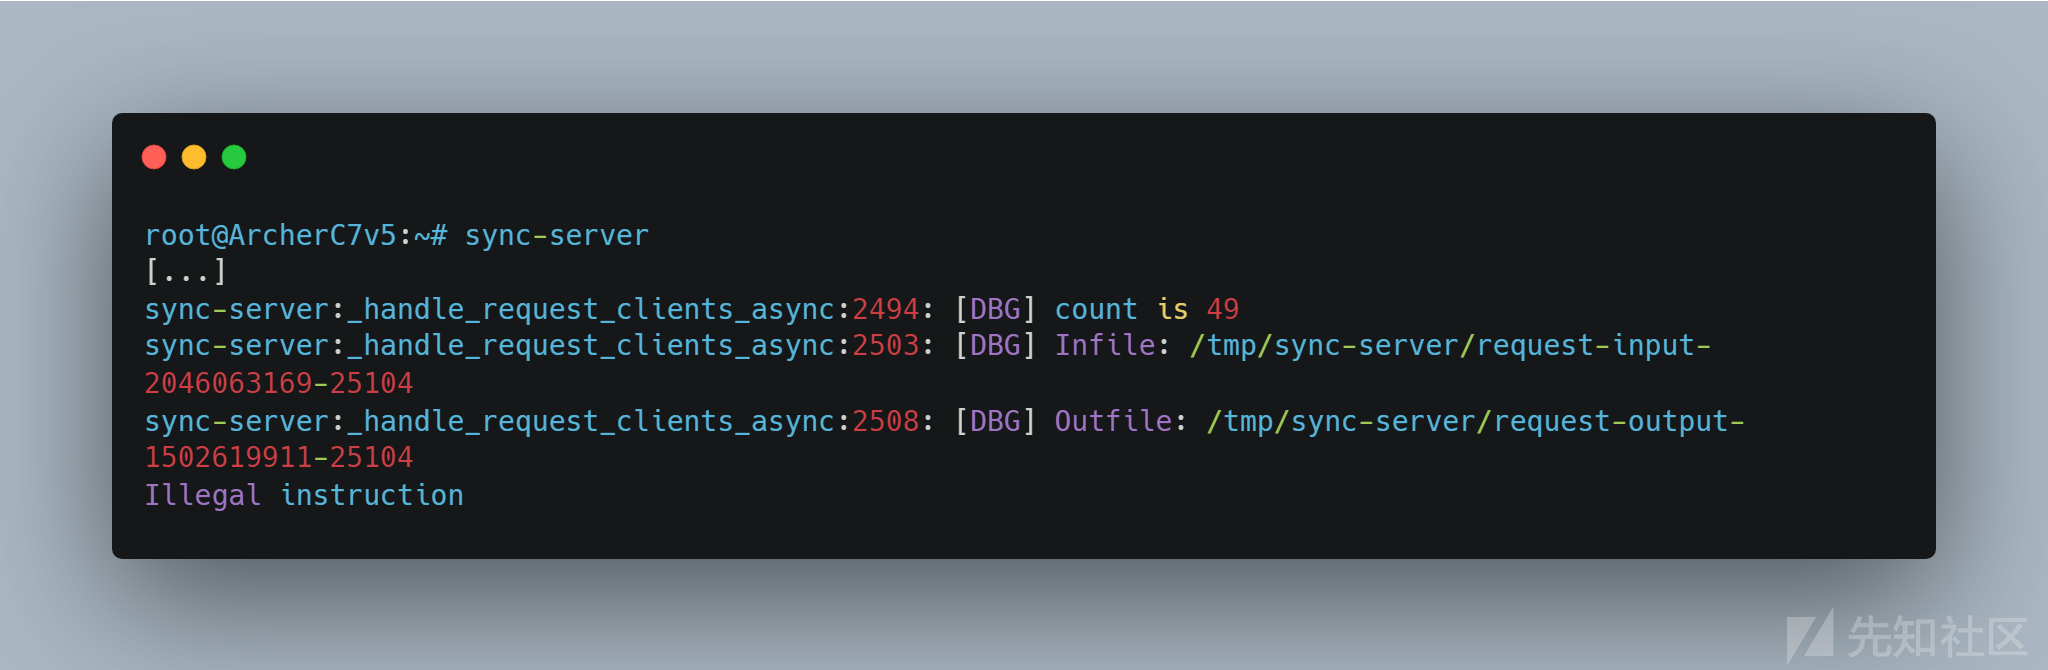 root@ArcherC7v5:~# sync-server
[...]
sync-server:_handle_request_clients_async:2494: [DBG] count is 49
sync-server:_handle_request_clients_async:2503: [DBG] Infile: /tmp/sync-server/request-input-
2046063169-25104
sync-server:_handle_request_clients_async:2508: [DBG] Outfile: /tmp/sync-server/request-output-
1502619911-25104
Illegal instruction
先知社区